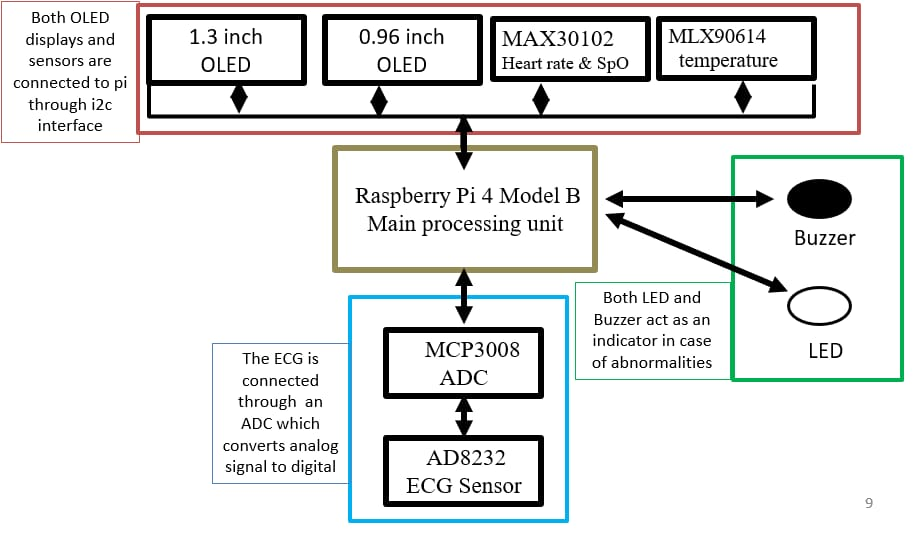 Both OLED
displays and
sensors are
connected to pi
through i2c
interface
1.3 inch
OLED
0.96 inch
OLED
MAX30102
Heart rate & SpO
MLX90614
temperature
Raspberry Pi 4 Model B
Main processing unit
Buzzer
LED
Both LED and
Buzzer act as an
indicator in case
of abnormalities
The ECG is
connected
through an
ADC which
converts analog
signal to digital
MCP3008
ADC
AD8232
ECG Sensor
9